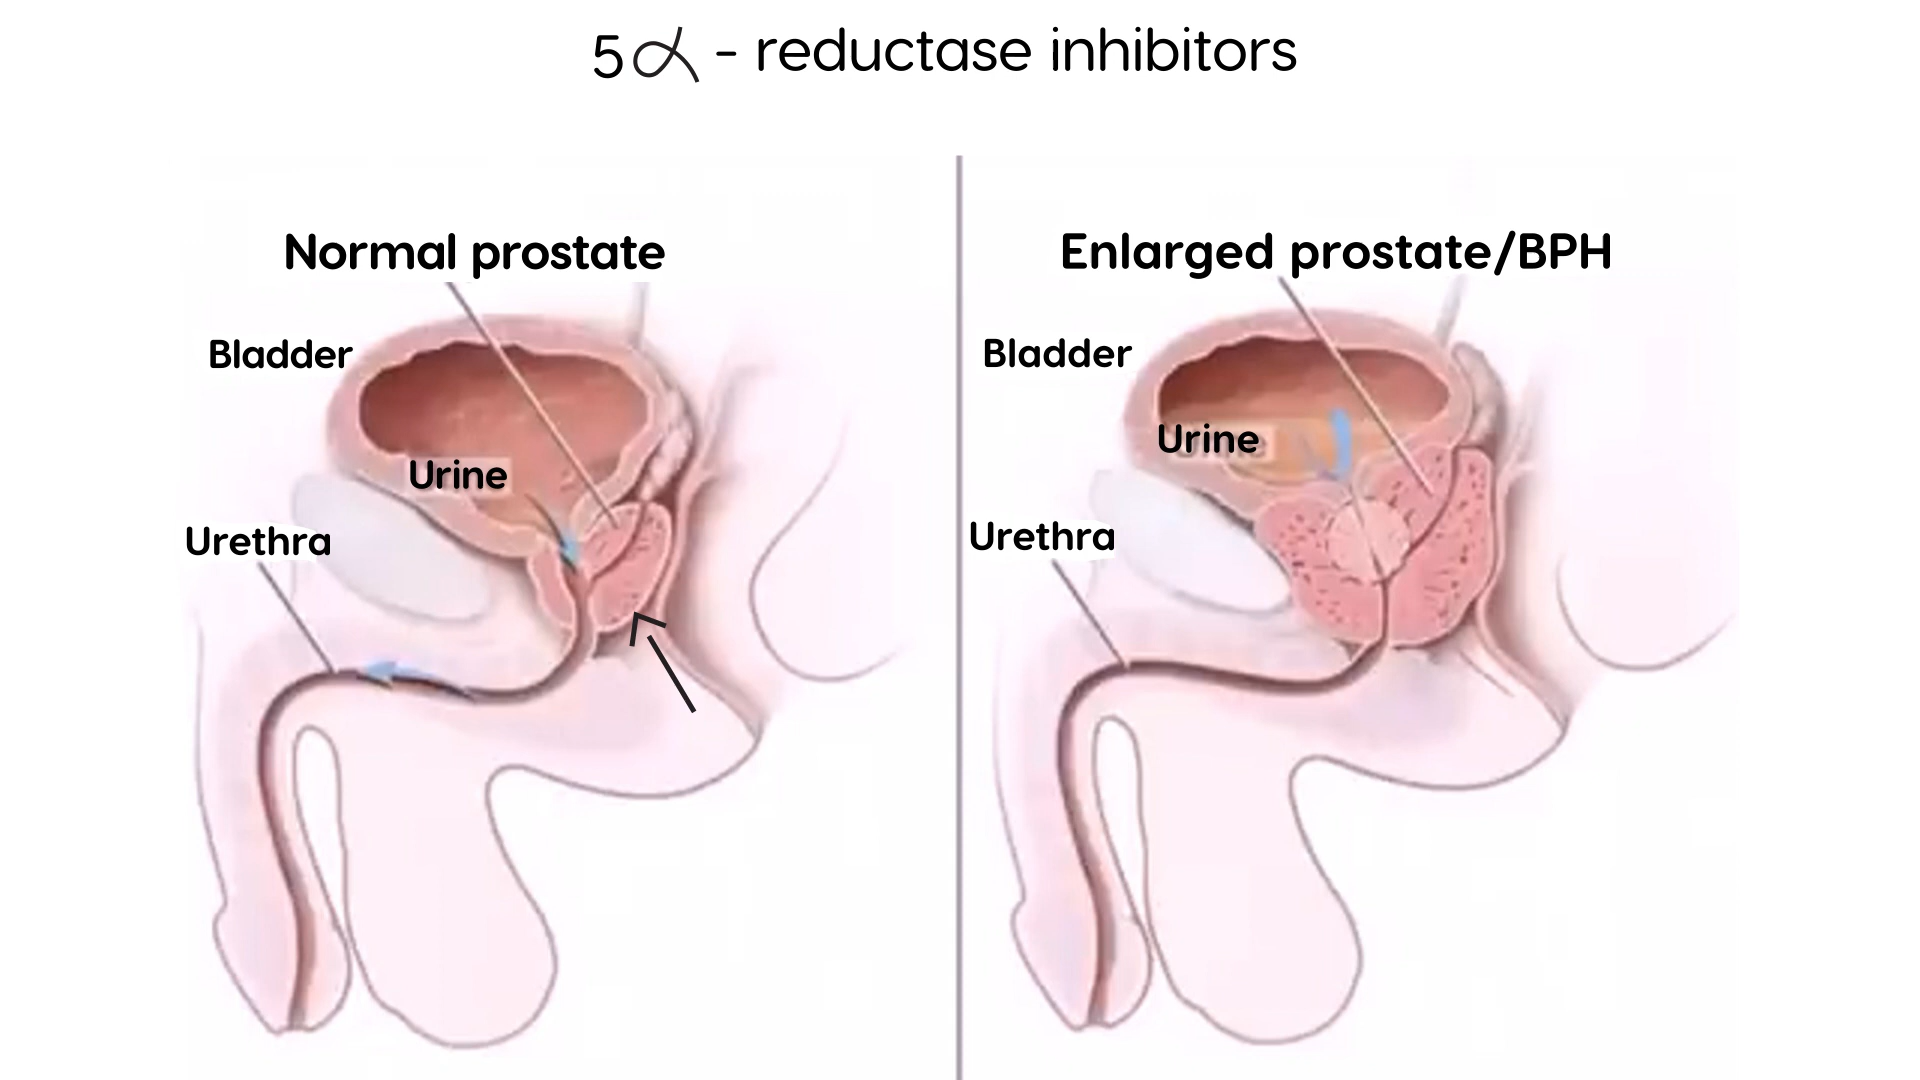 5α - reductase inhibitors
Normal prostate
Bladder
Urine
Urethra
Enlarged prostate/BPH
Bladder
Urine
Urethra